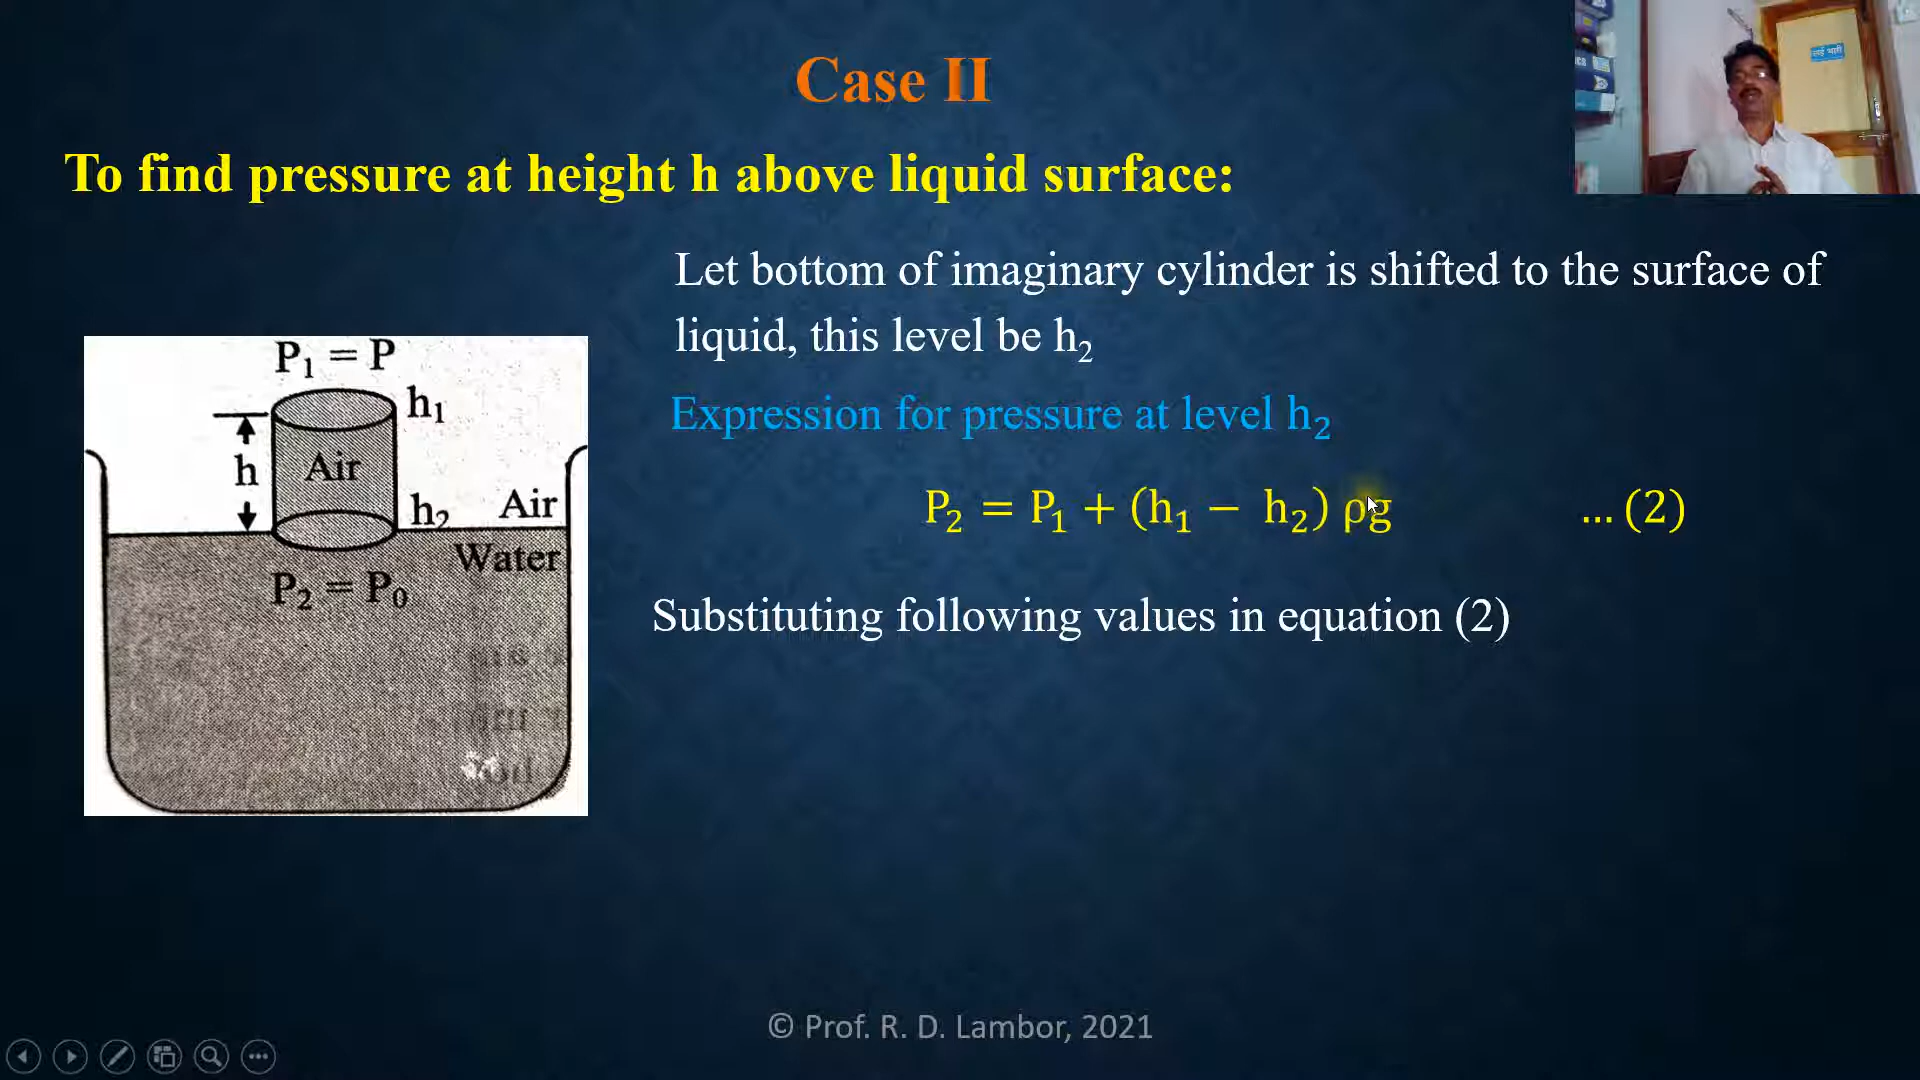 Case II
To find pressure at height h above liquid surface:
Let bottom of imaginary cylinder is shifted to the surface of
liquid, this level be h₂
Expression for pressure at level h₂
P₂ = P₁ + (h₁ − h₂) ρg ... (2)
Substituting following values in equation (2)
P₁ = P
h₁
h
Air
h₂
Air
Water
P₂ = P₀
© Prof. R. D. Lambor, 2021